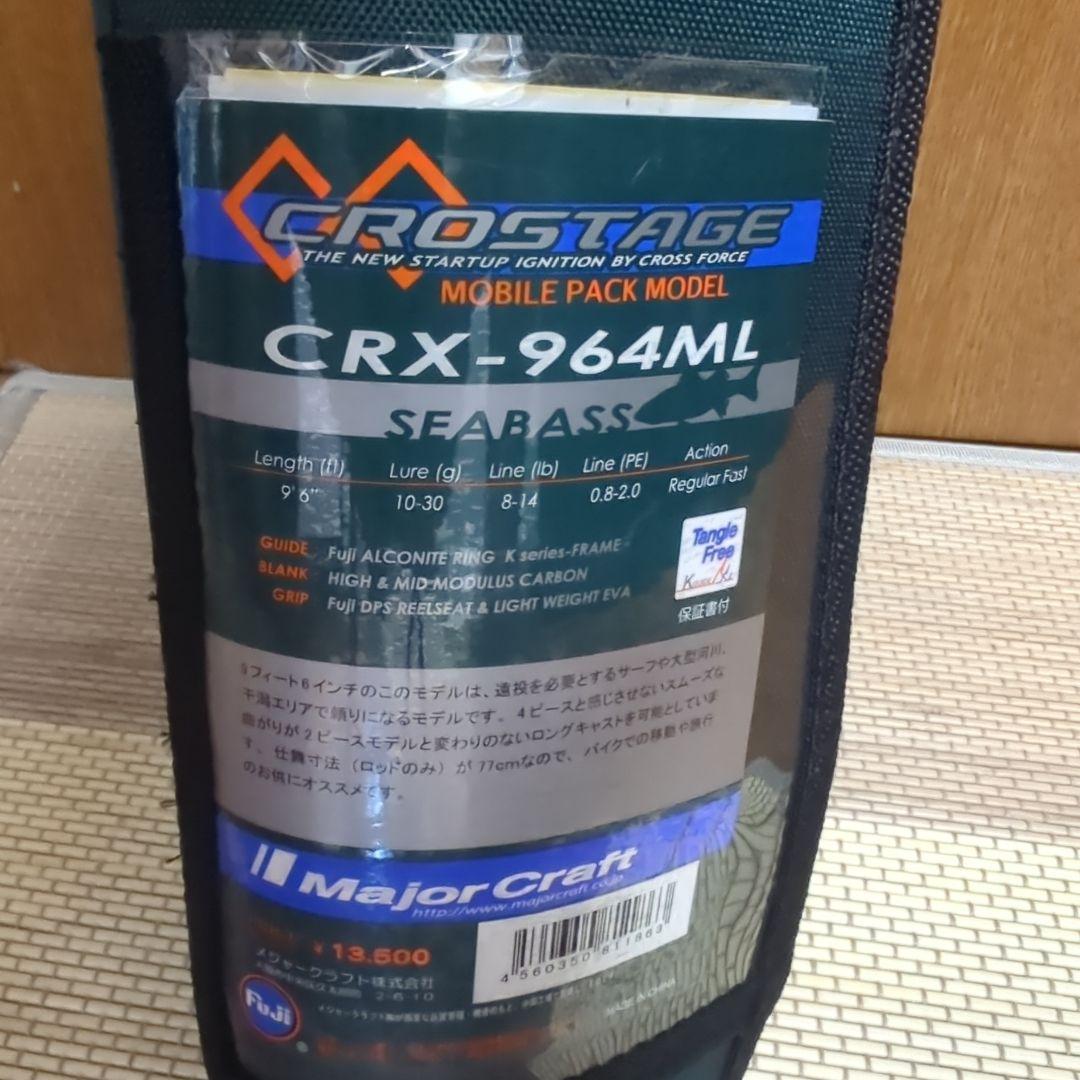 CROSTAGE
THE NEW STARTUP IGNITION BY CROSS FORCE
MOBILE PACK MODEL
CRX-964ML
SEABASS
Length (ft) Lure (g) Line (lb) Line (PE) Action
9' 6" 10-30 8-14 0.8-2.0 Regular Fast
GUIDE Fuji ALCONITE RING K series-FRAME
BLANK HIGH & MID MODULUS CARBON
GRIP Fuji DPS REELSEAT & LIGHT WEIGHT EVA
Tangle
Free
保証書付
9フィート6インチのこのモデルは、遠投を必要とするサーフや大型河川、
干潟エリアで頼りになるモデルです。4ピースと感じさせないスムーズな
曲がりが2ピースモデルと変わりのないロングキャストを可能としていま
す。仕舞寸法（ロッドのみ）が77cmなので、バイクでの移動や旅行
のお供にオススメです。
Major Craft
http://www.majorcraft.co.jp
¥13.500
メジャークラフト株式会社
2-6-10
4 560350 811863
Fuji
MADE IN CHINA